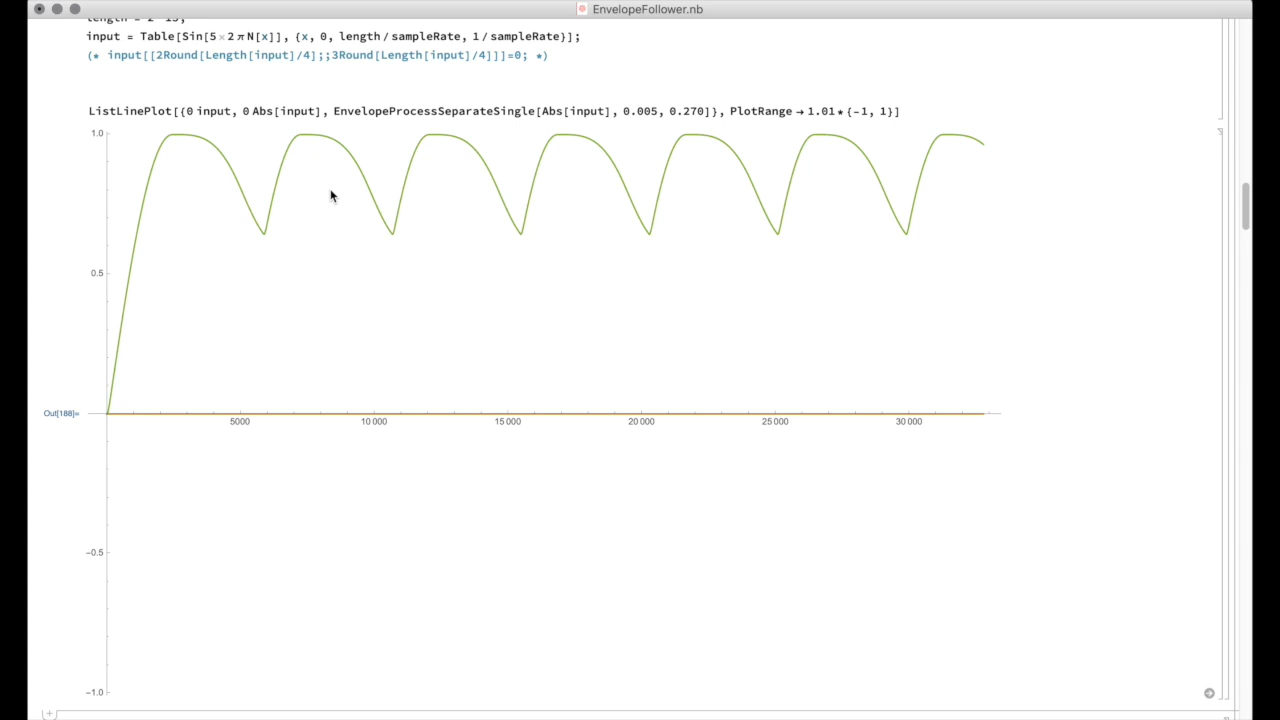 EnvelopeFollower.nb
input = Table[Sin[5×2 π N[x]], {x, 0, length / sampleRate, 1 / sampleRate}];
(* input[[2Round[Length[input]/4];;3Round[Length[input]/4]]]=0; *)
ListLinePlot[{0 input, 0 Abs[input], EnvelopeProcessSeparateSingle[Abs[input], 0.005, 0.270]}, PlotRange → 1.01 * {-1, 1}]
1.0
0.5
Out[188]=
5000 10 000 15 000 20 000 25 000 30 000
-0.5
-1.0